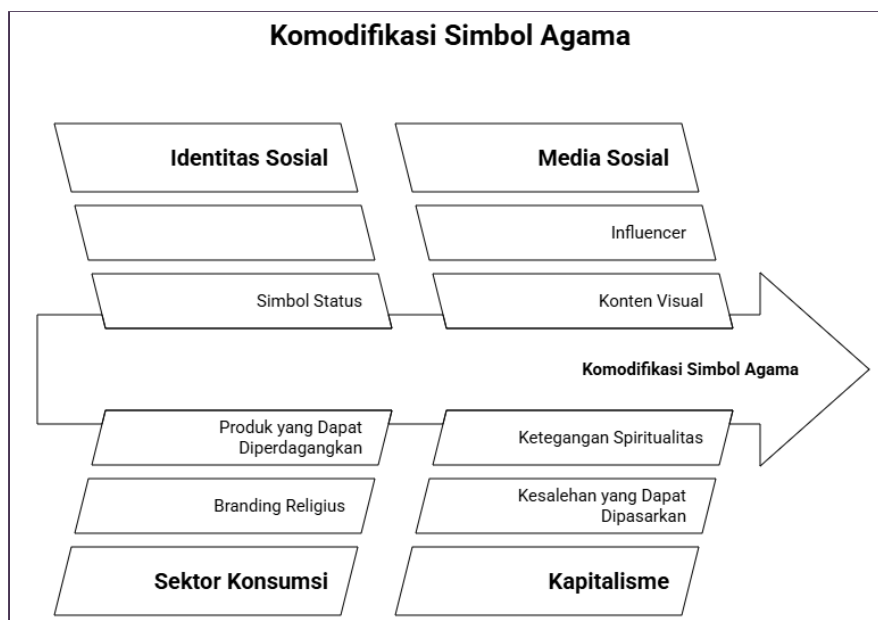 Komodifikasi Simbol Agama
Identitas Sosial
Media Sosial
Influencer
Simbol Status
Konten Visual
Komodifikasi Simbol Agama
Produk yang Dapat
Diperdagangkan
Ketegangan Spiritualitas
Branding Religius
Kesalehan yang Dapat
Dipasarkan
Sektor Konsumsi
Kapitalisme